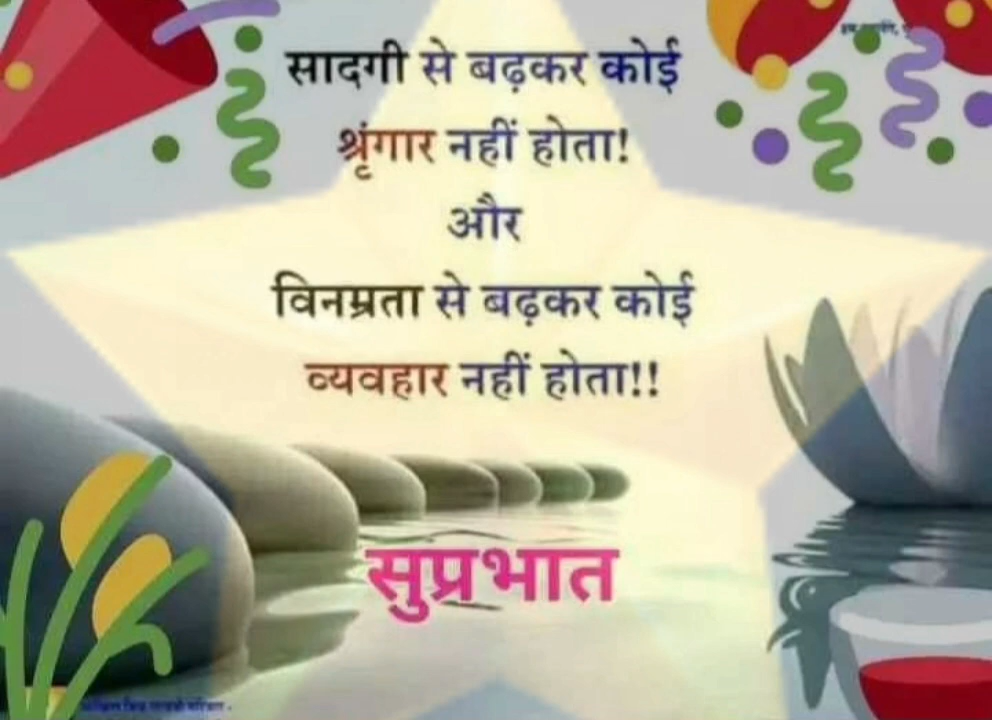 सादगी से बढ़कर कोई
श्रृंगार नहीं होता!
और
विनम्रता से बढ़कर कोई
व्यवहार नहीं होता!!
सुप्रभात